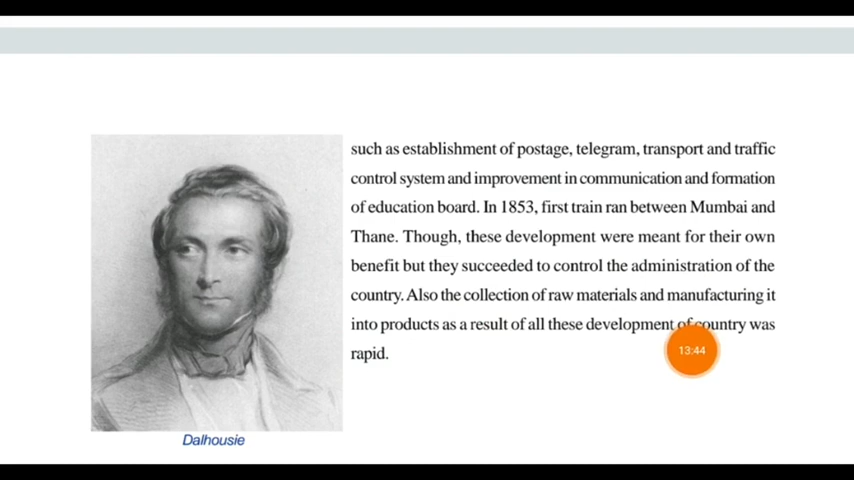 such as establishment of postage, telegram, transport and traffic
control system and improvement in communication and formation
of education board. In 1853, first train ran between Mumbai and
Thane. Though, these development were meant for their own
benefit but they succeeded to control the administration of the
country. Also the collection of raw materials and manufacturing it
into products as a result of all these development of country was
rapid.
13:44
Dalhousie